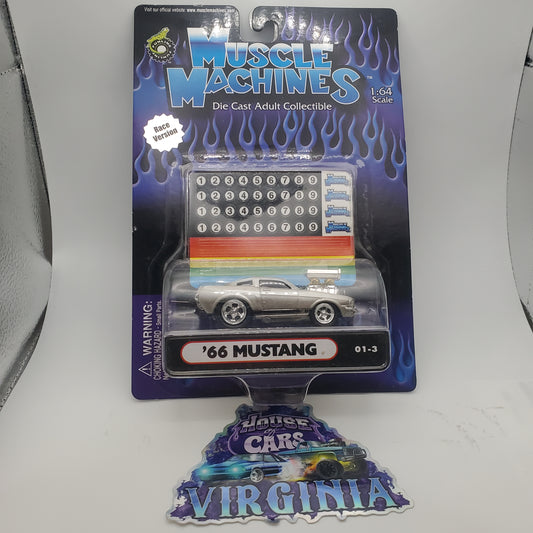 Visit our official website: www.musclemachines.com
MUSCLE
MACHINES™
Die Cast Adult Collectible
1:64
Scale
Race
Version
1 2 3 4 5 6 7 8 9
1 2 3 4 5 6 7 8 9
1 2 3 4 5 6 7 8 9
1 2 3 4 5 6 7 8 9
WARNING:
CHOKING HAZARD - Small Parts
'66 MUSTANG
01-3
HOUSE
OF
CARS
VIRGINIA